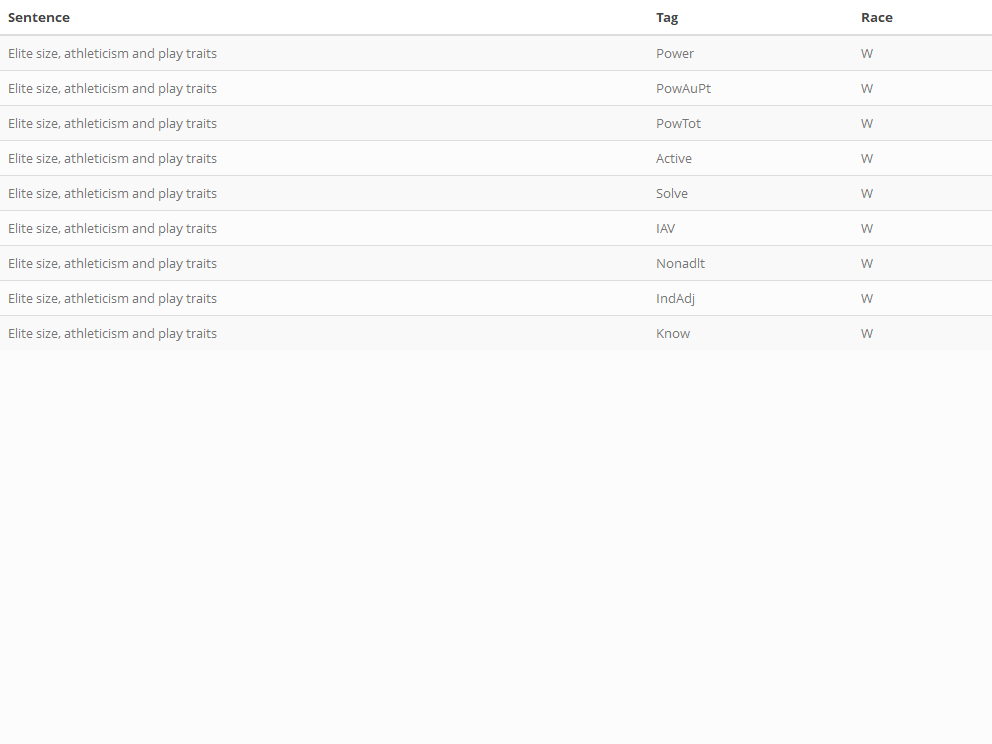 Sentence Tag Race
Elite size, athleticism and play traits Power W
Elite size, athleticism and play traits PowAuPt W
Elite size, athleticism and play traits PowTot W
Elite size, athleticism and play traits Active W
Elite size, athleticism and play traits Solve W
Elite size, athleticism and play traits IAV W
Elite size, athleticism and play traits Nonadlt W
Elite size, athleticism and play traits IndAdj W
Elite size, athleticism and play traits Know W